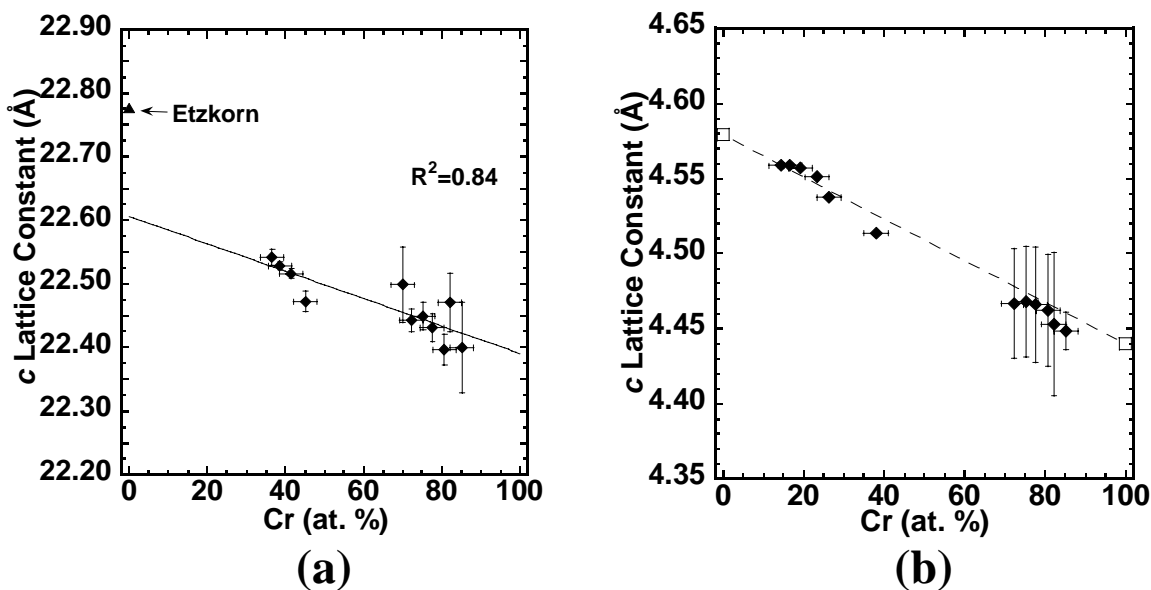 22.90
22.80
22.70
22.60
22.50
22.40
22.30
22.20
c Lattice Constant (Å)
Etzkorn
R²=0.84
0 20 40 60 80 100
Cr (at. %)
(a)
4.65
4.60
4.55
4.50
4.45
4.40
4.35
c Lattice Constant (Å)
0 20 40 60 80 100
Cr (at. %)
(b)